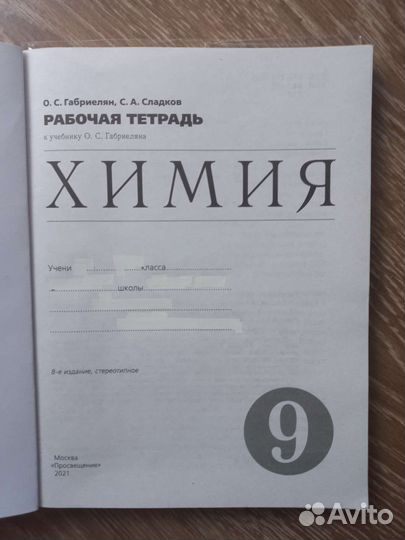 О. С. Габриелян, С. А. Сладков
РАБОЧАЯ ТЕТРАДЬ
к учебнику О. С. Габриеляна
ХИМИЯ
Учени класса
школы
8-е издание, стереотипное
9
Москва
«Просвещение»
2021
Avito